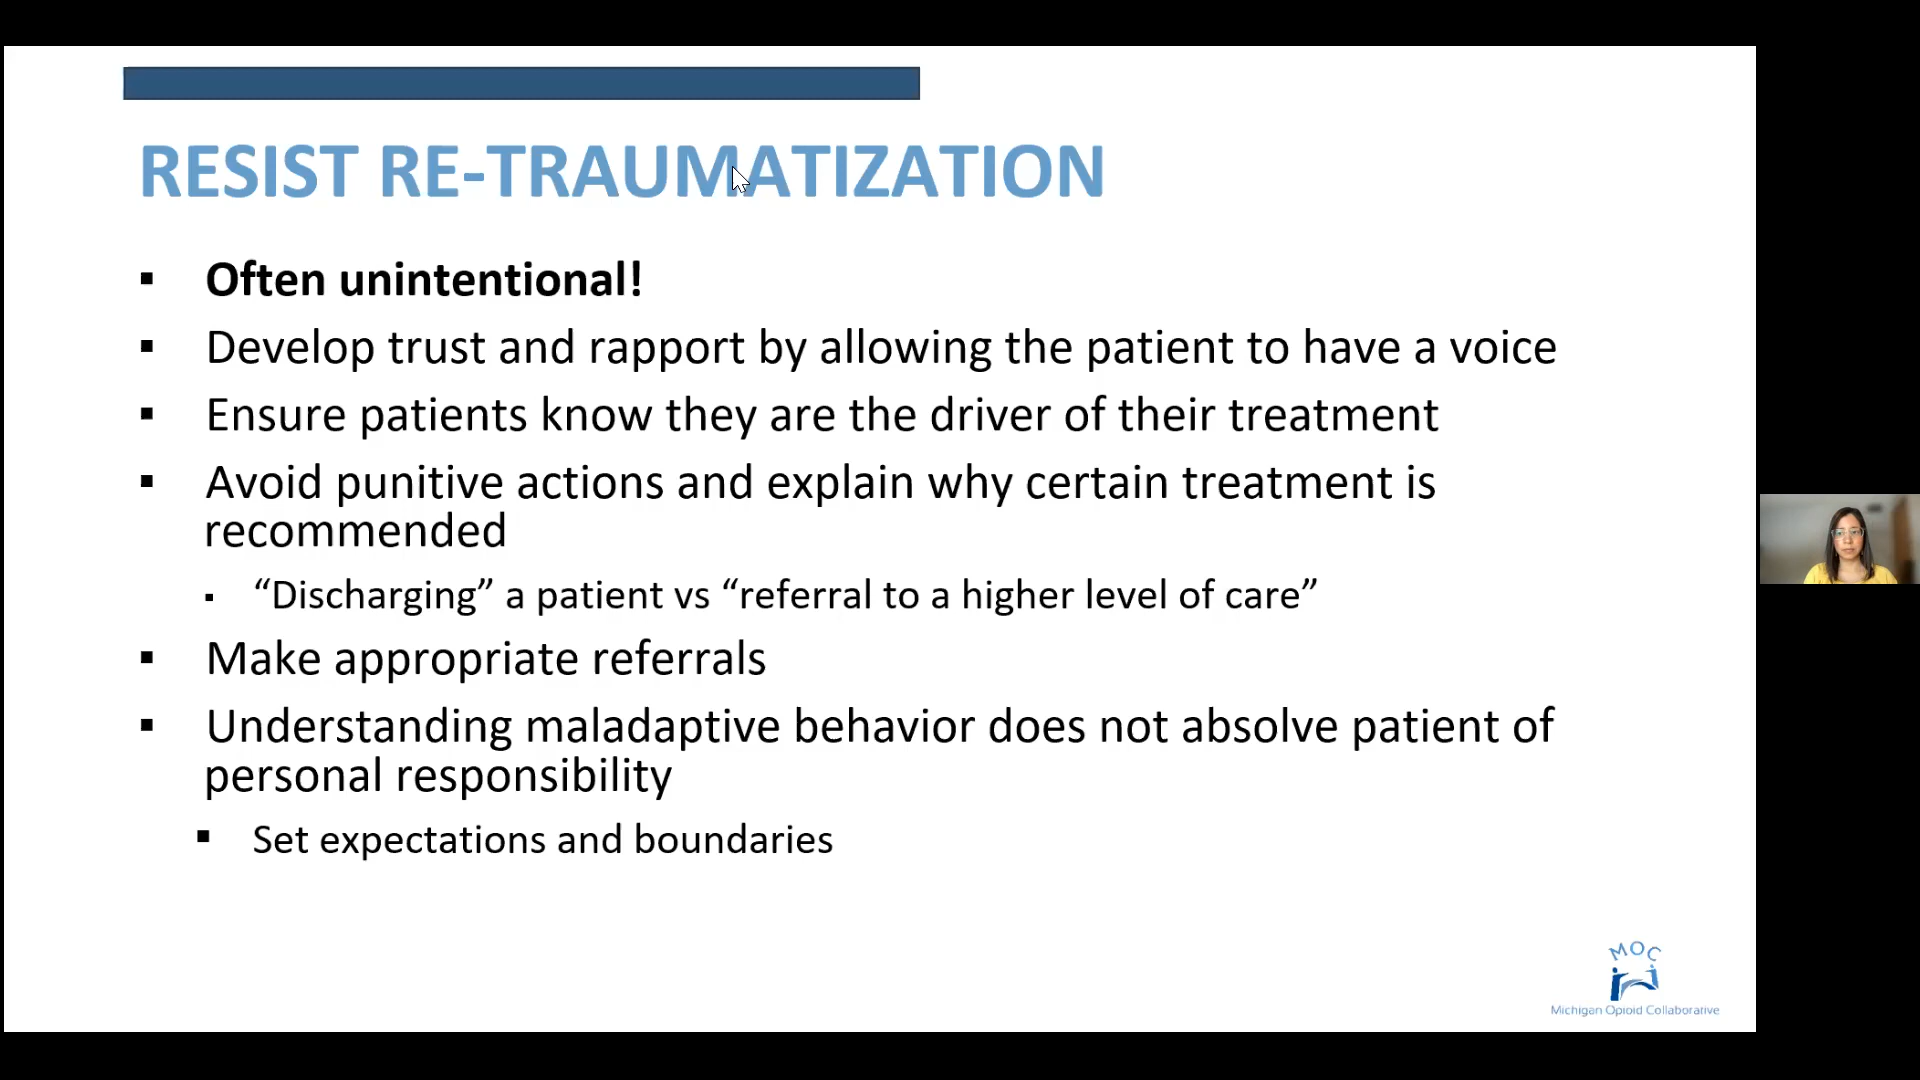 RESIST RE-TRAUMATIZATION
▪ Often unintentional!
▪ Develop trust and rapport by allowing the patient to have a voice
▪ Ensure patients know they are the driver of their treatment
▪ Avoid punitive actions and explain why certain treatment is
recommended
▪ “Discharging” a patient vs “referral to a higher level of care”
▪ Make appropriate referrals
▪ Understanding maladaptive behavior does not absolve patient of
personal responsibility
▪ Set expectations and boundaries
MOC
Michigan Opioid Collaborative